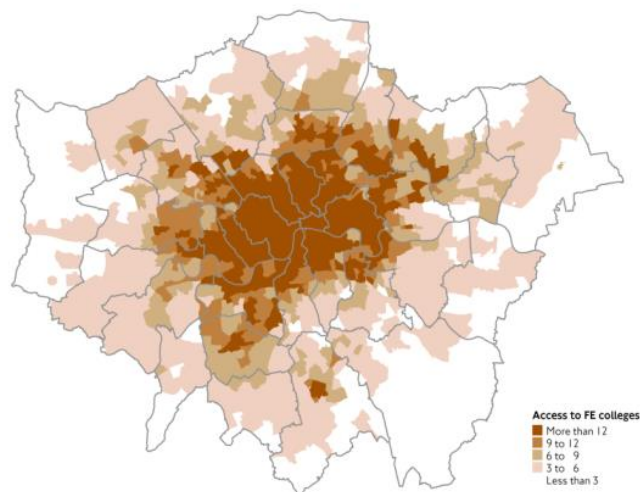 Access to FE colleges
More than 12
9 to 12
6 to 9
3 to 6
Less than 3